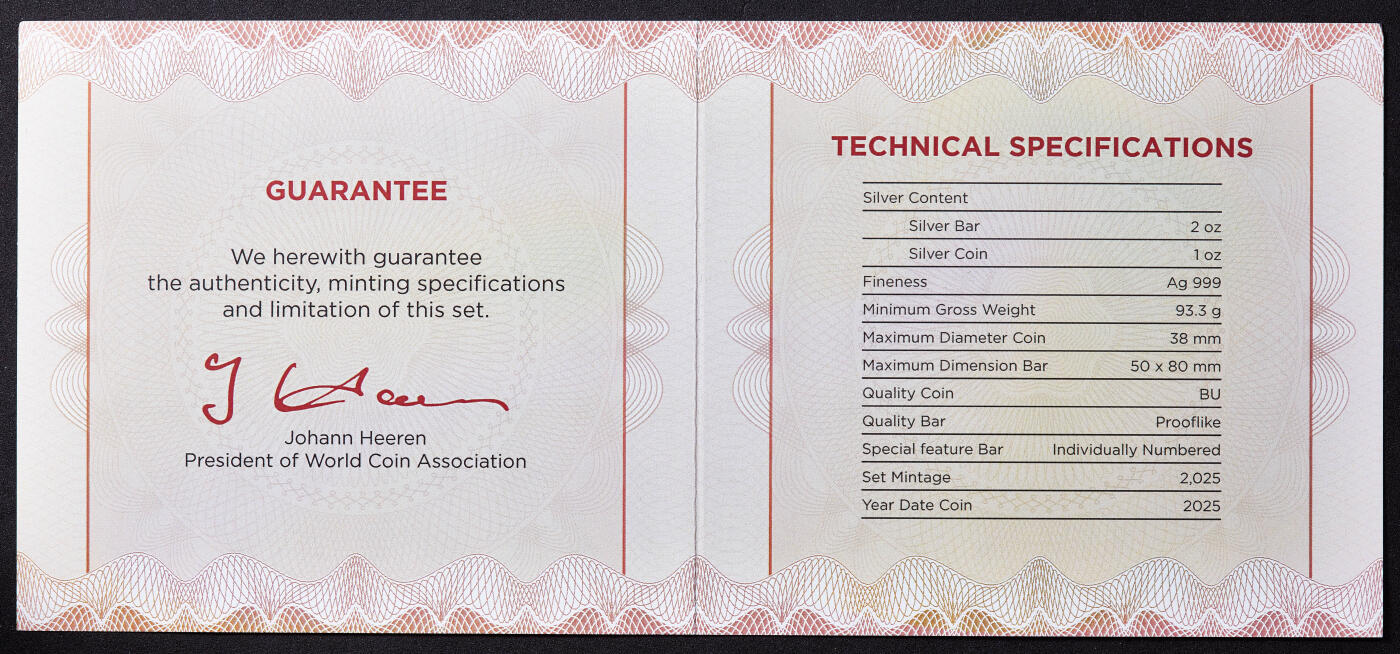 GUARANTEE
We herewith guarantee
the authenticity, minting specifications
and limitation of this set.
Johann Heeren
President of World Coin Association
TECHNICAL SPECIFICATIONS
Silver Content
Silver Bar 2 oz
Silver Coin 1 oz
Fineness Ag 999
Minimum Gross Weight 93.3 g
Maximum Diameter Coin 38 mm
Maximum Dimension Bar 50 x 80 mm
Quality Coin BU
Quality Bar Prooflike
Special feature Bar Individually Numbered
Set Mintage 2,025
Year Date Coin 2025